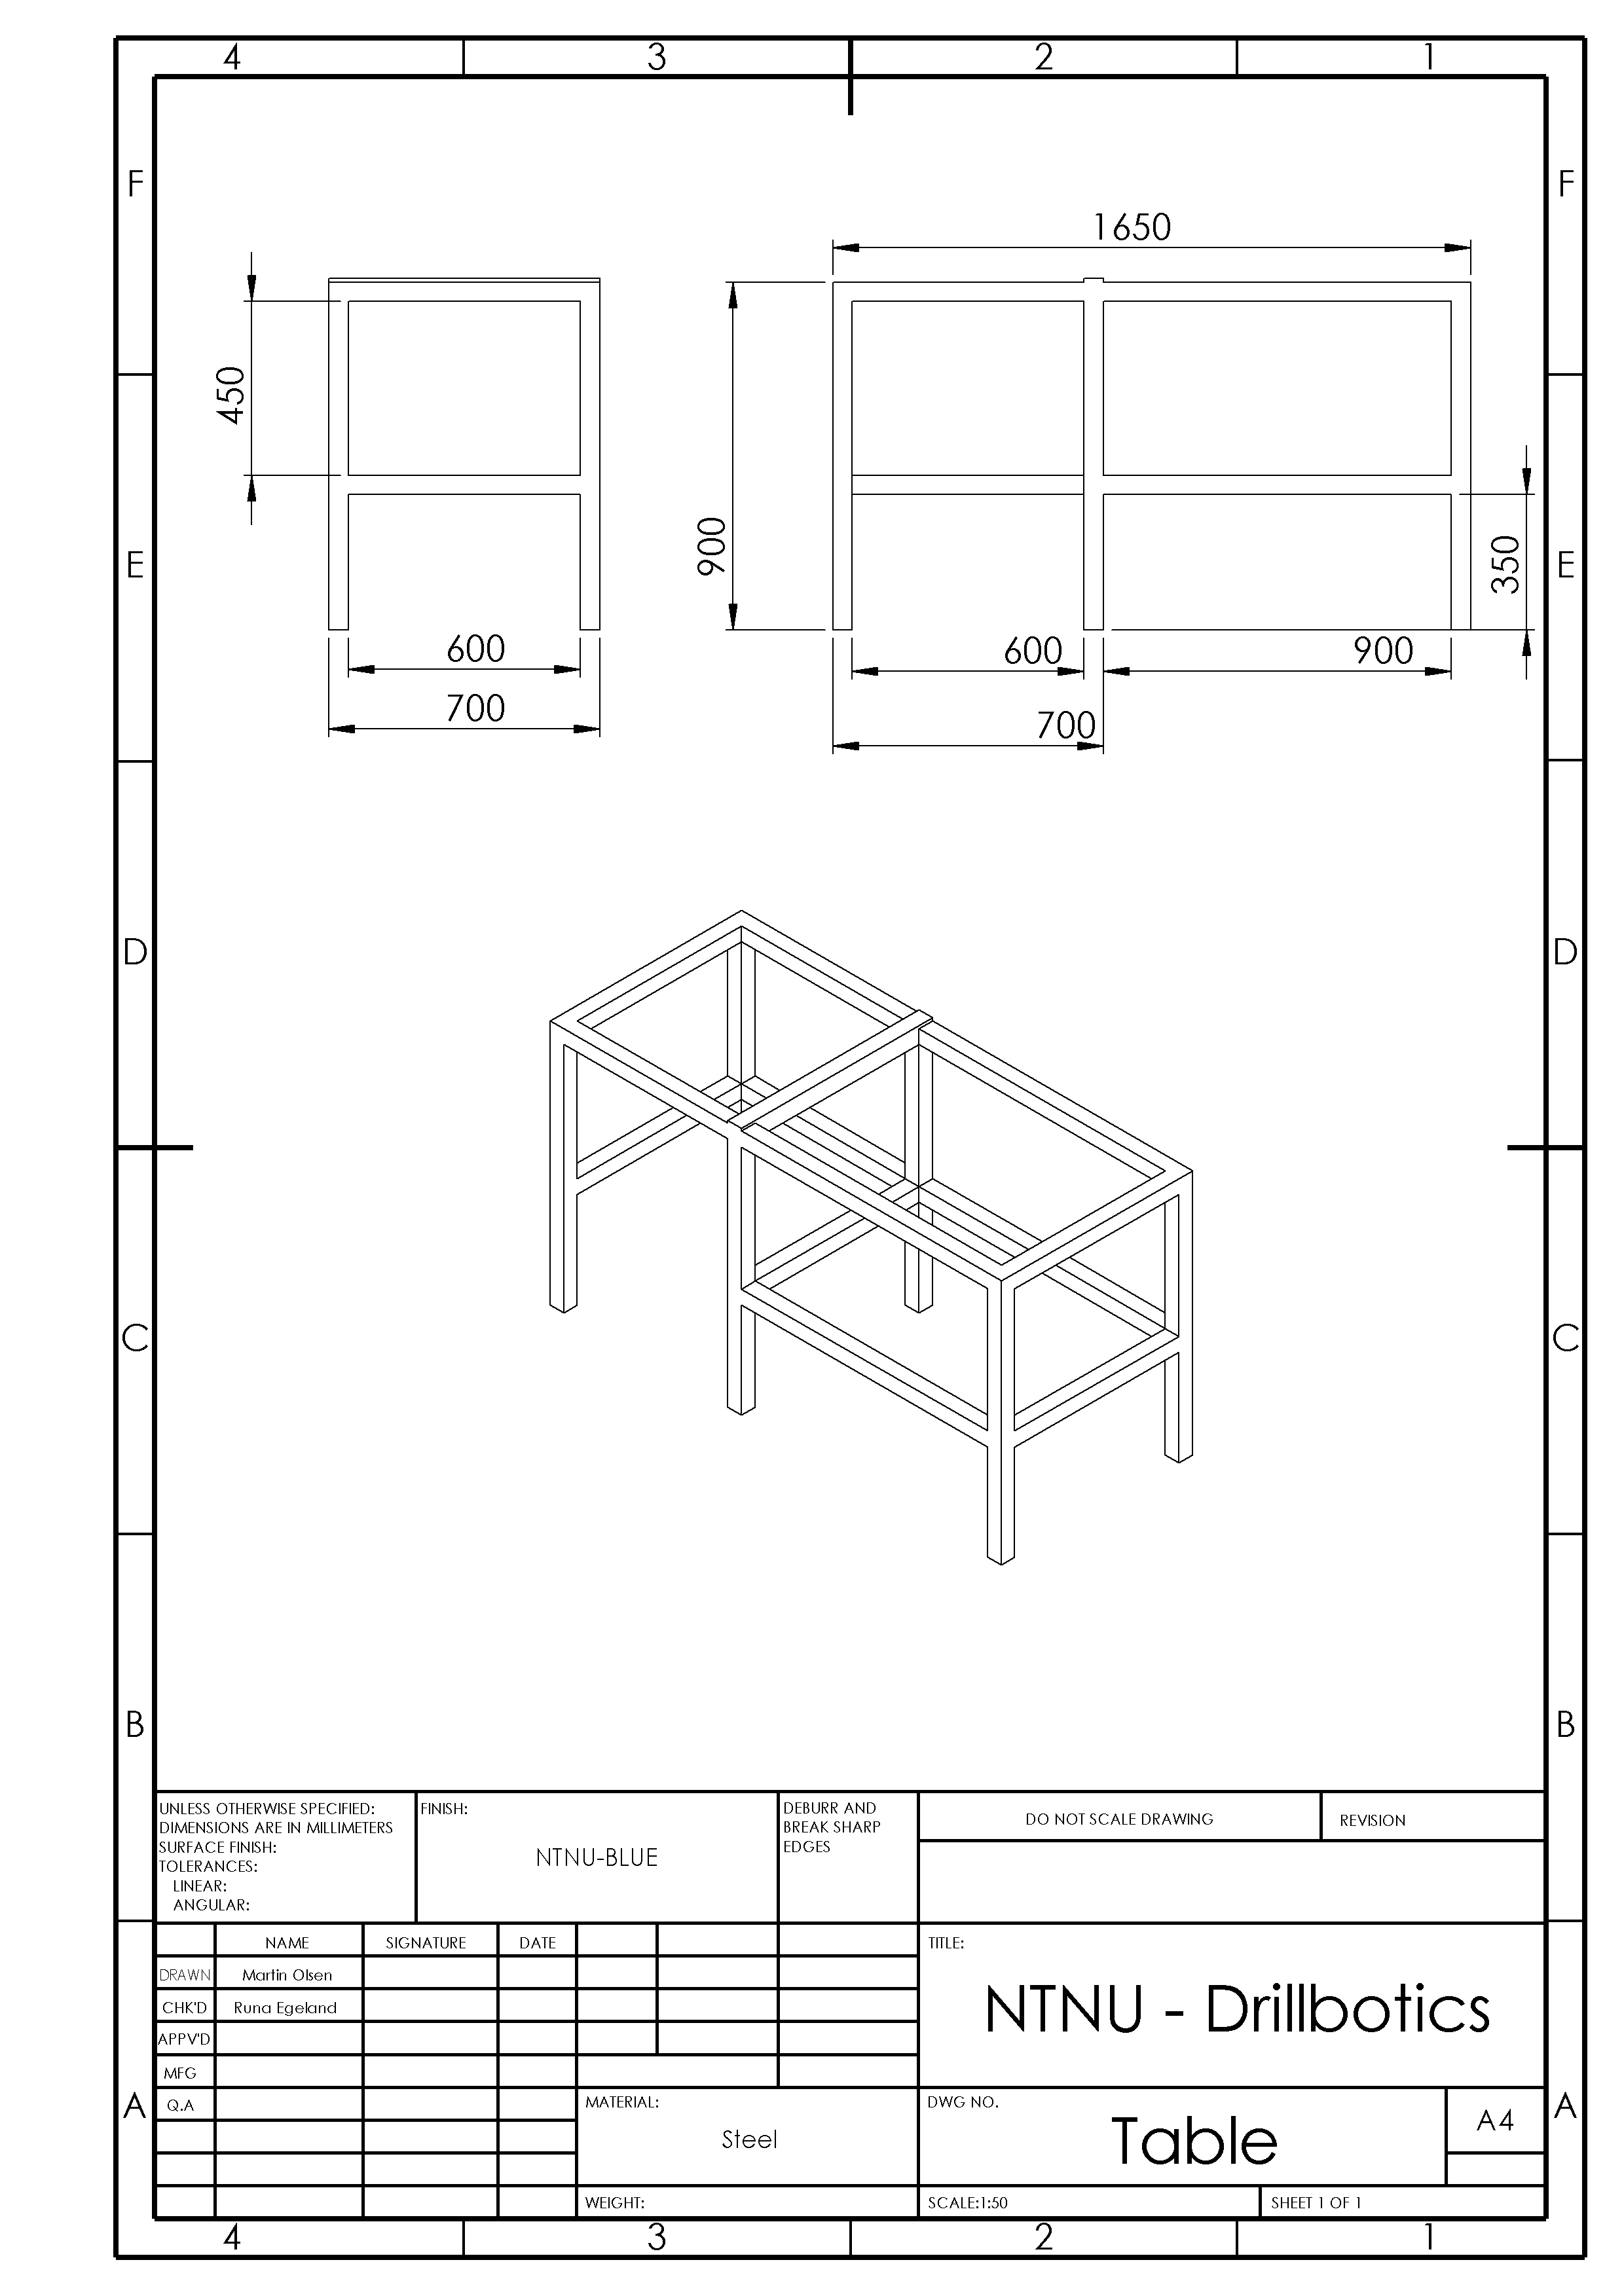 4 3 2 1
F F
1650
450
900
350
E E
600 600 900
700 700
D D
C C
B B
UNLESS OTHERWISE SPECIFIED:
DIMENSIONS ARE IN MILLIMETERS
SURFACE FINISH:
TOLERANCES:
LINEAR:
ANGULAR:
FINISH:
NTNU-BLUE
DEBURR AND
BREAK SHARP
EDGES
DO NOT SCALE DRAWING
REVISION
NAME SIGNATURE DATE
DRAWN Martin Olsen
CHK'D Runa Egeland
APPV'D
MFG
Q.A
TITLE:
NTNU - Drillbotics
MATERIAL:
Steel
DWG NO.
Table
A4
A A
WEIGHT:
SCALE:1:50
SHEET 1 OF 1
4 3 2 1